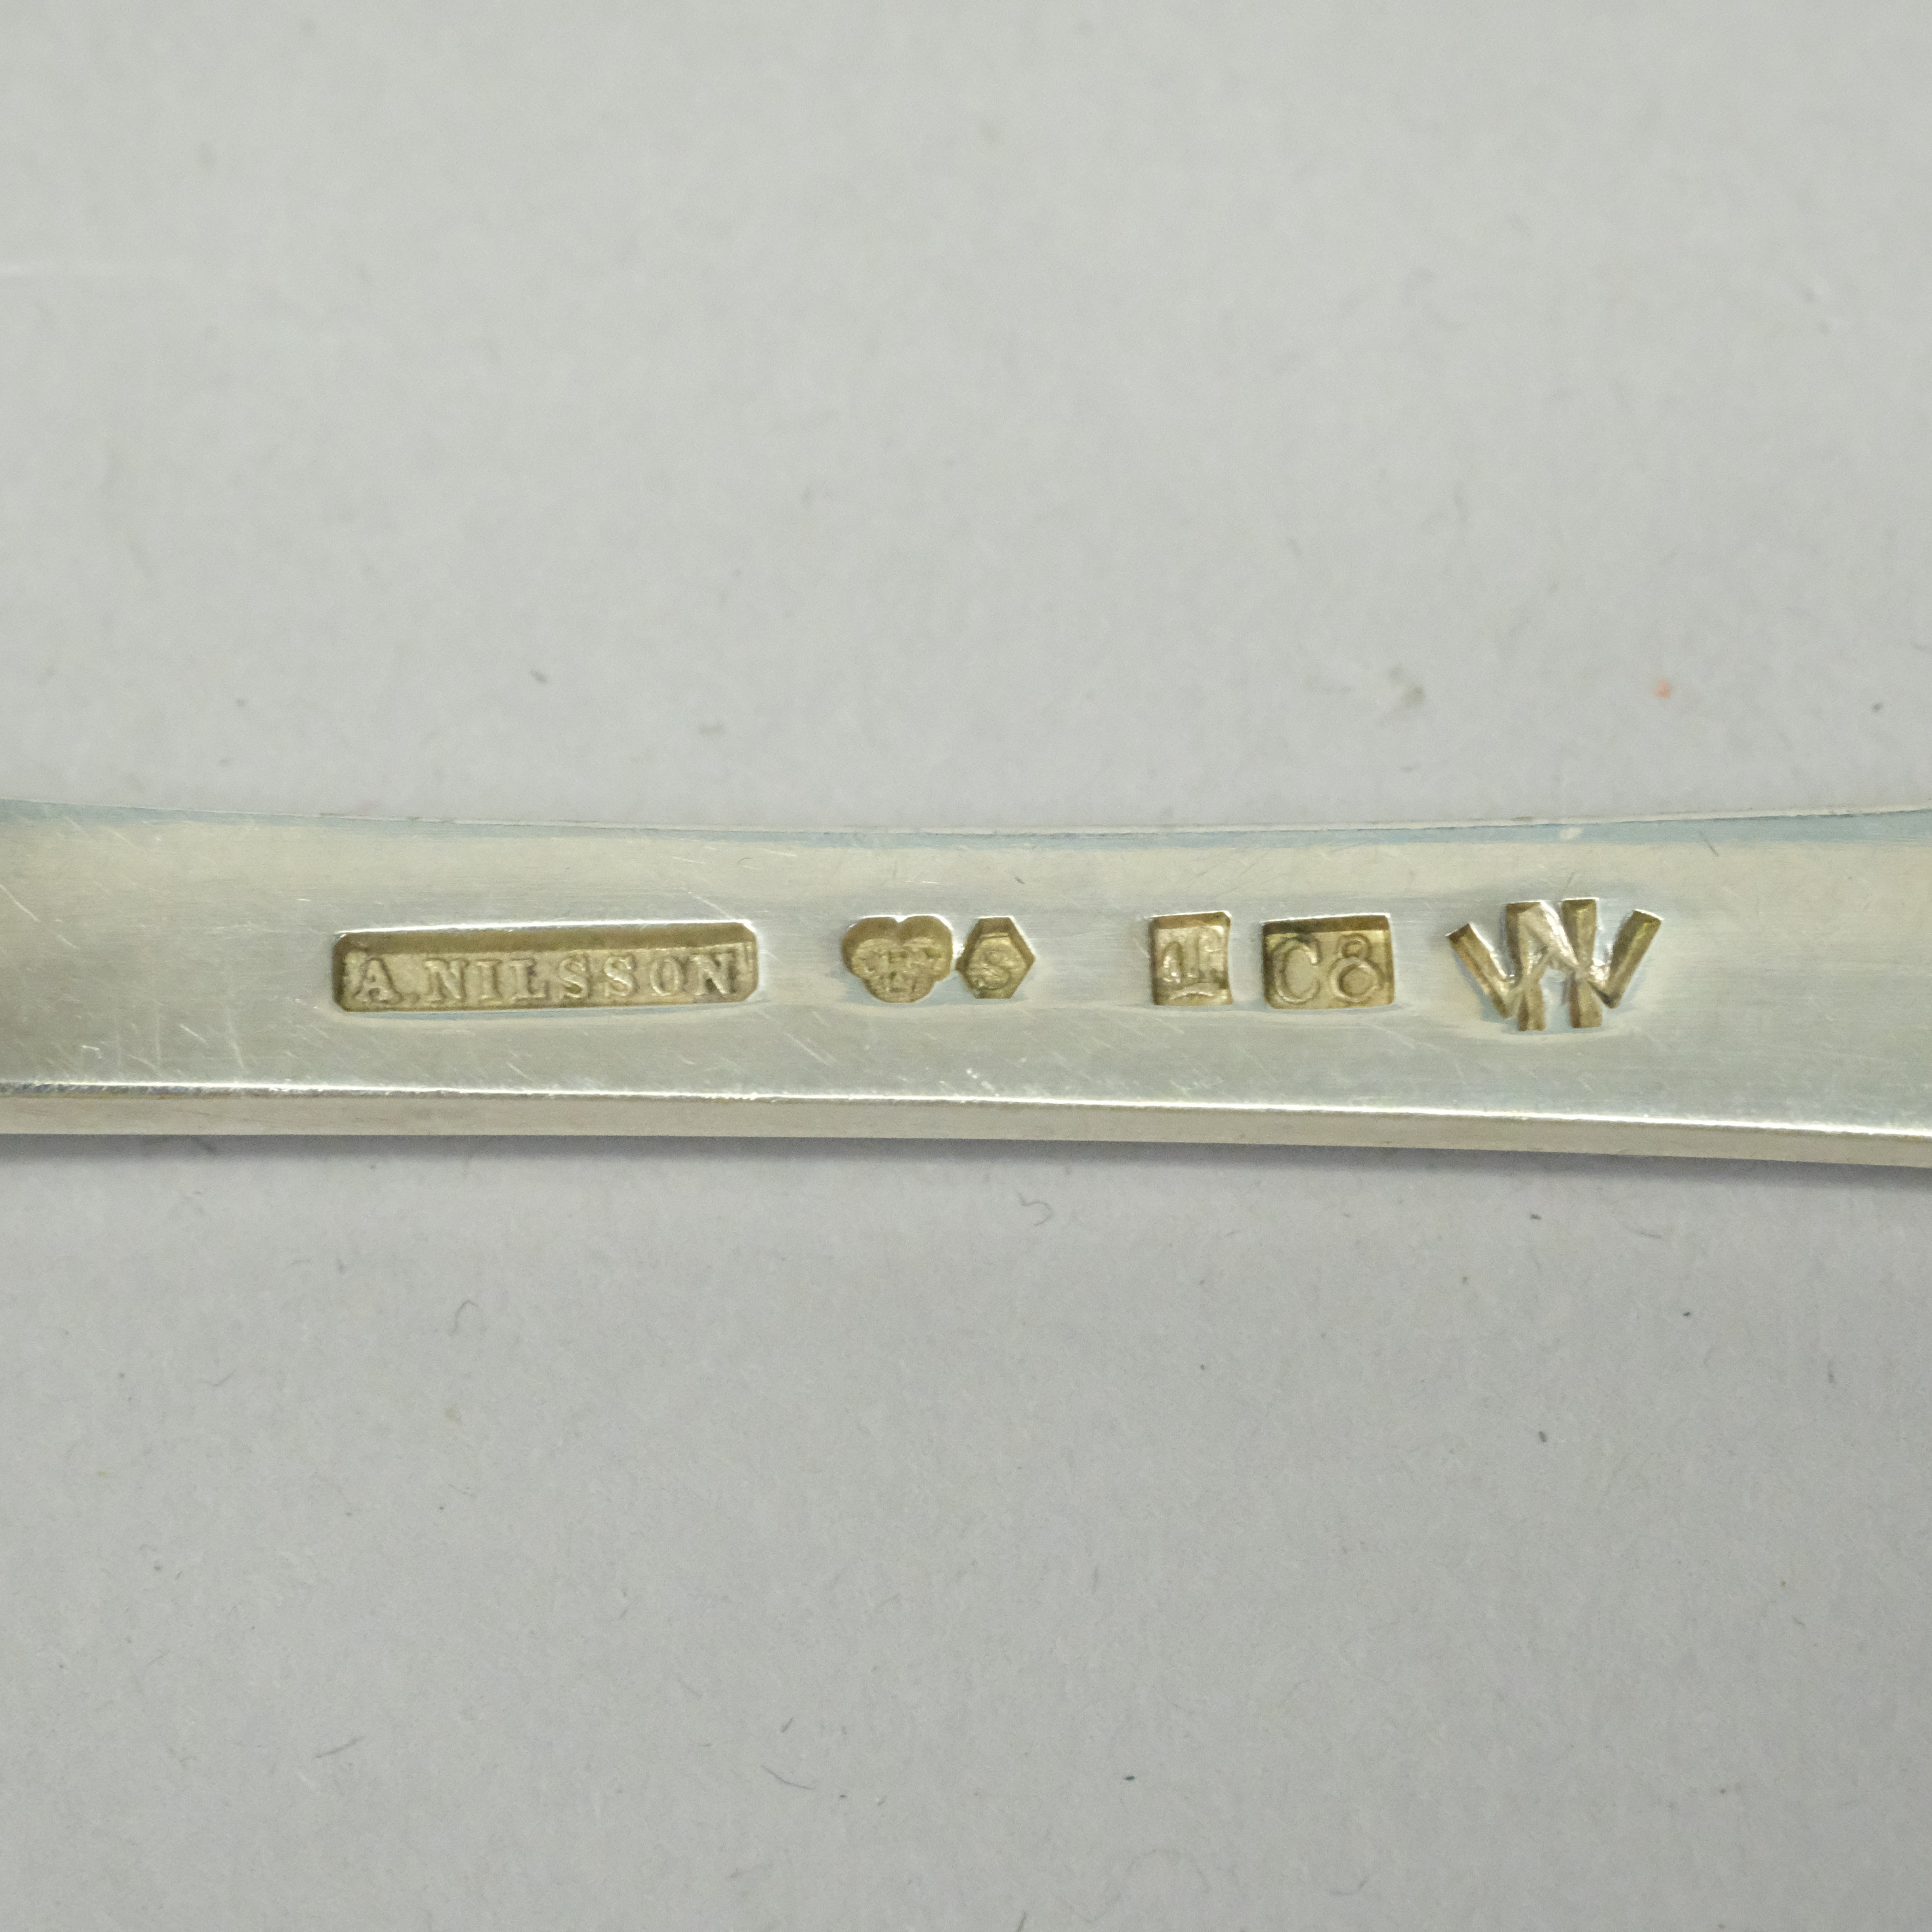 A. NILSSON S C8 W